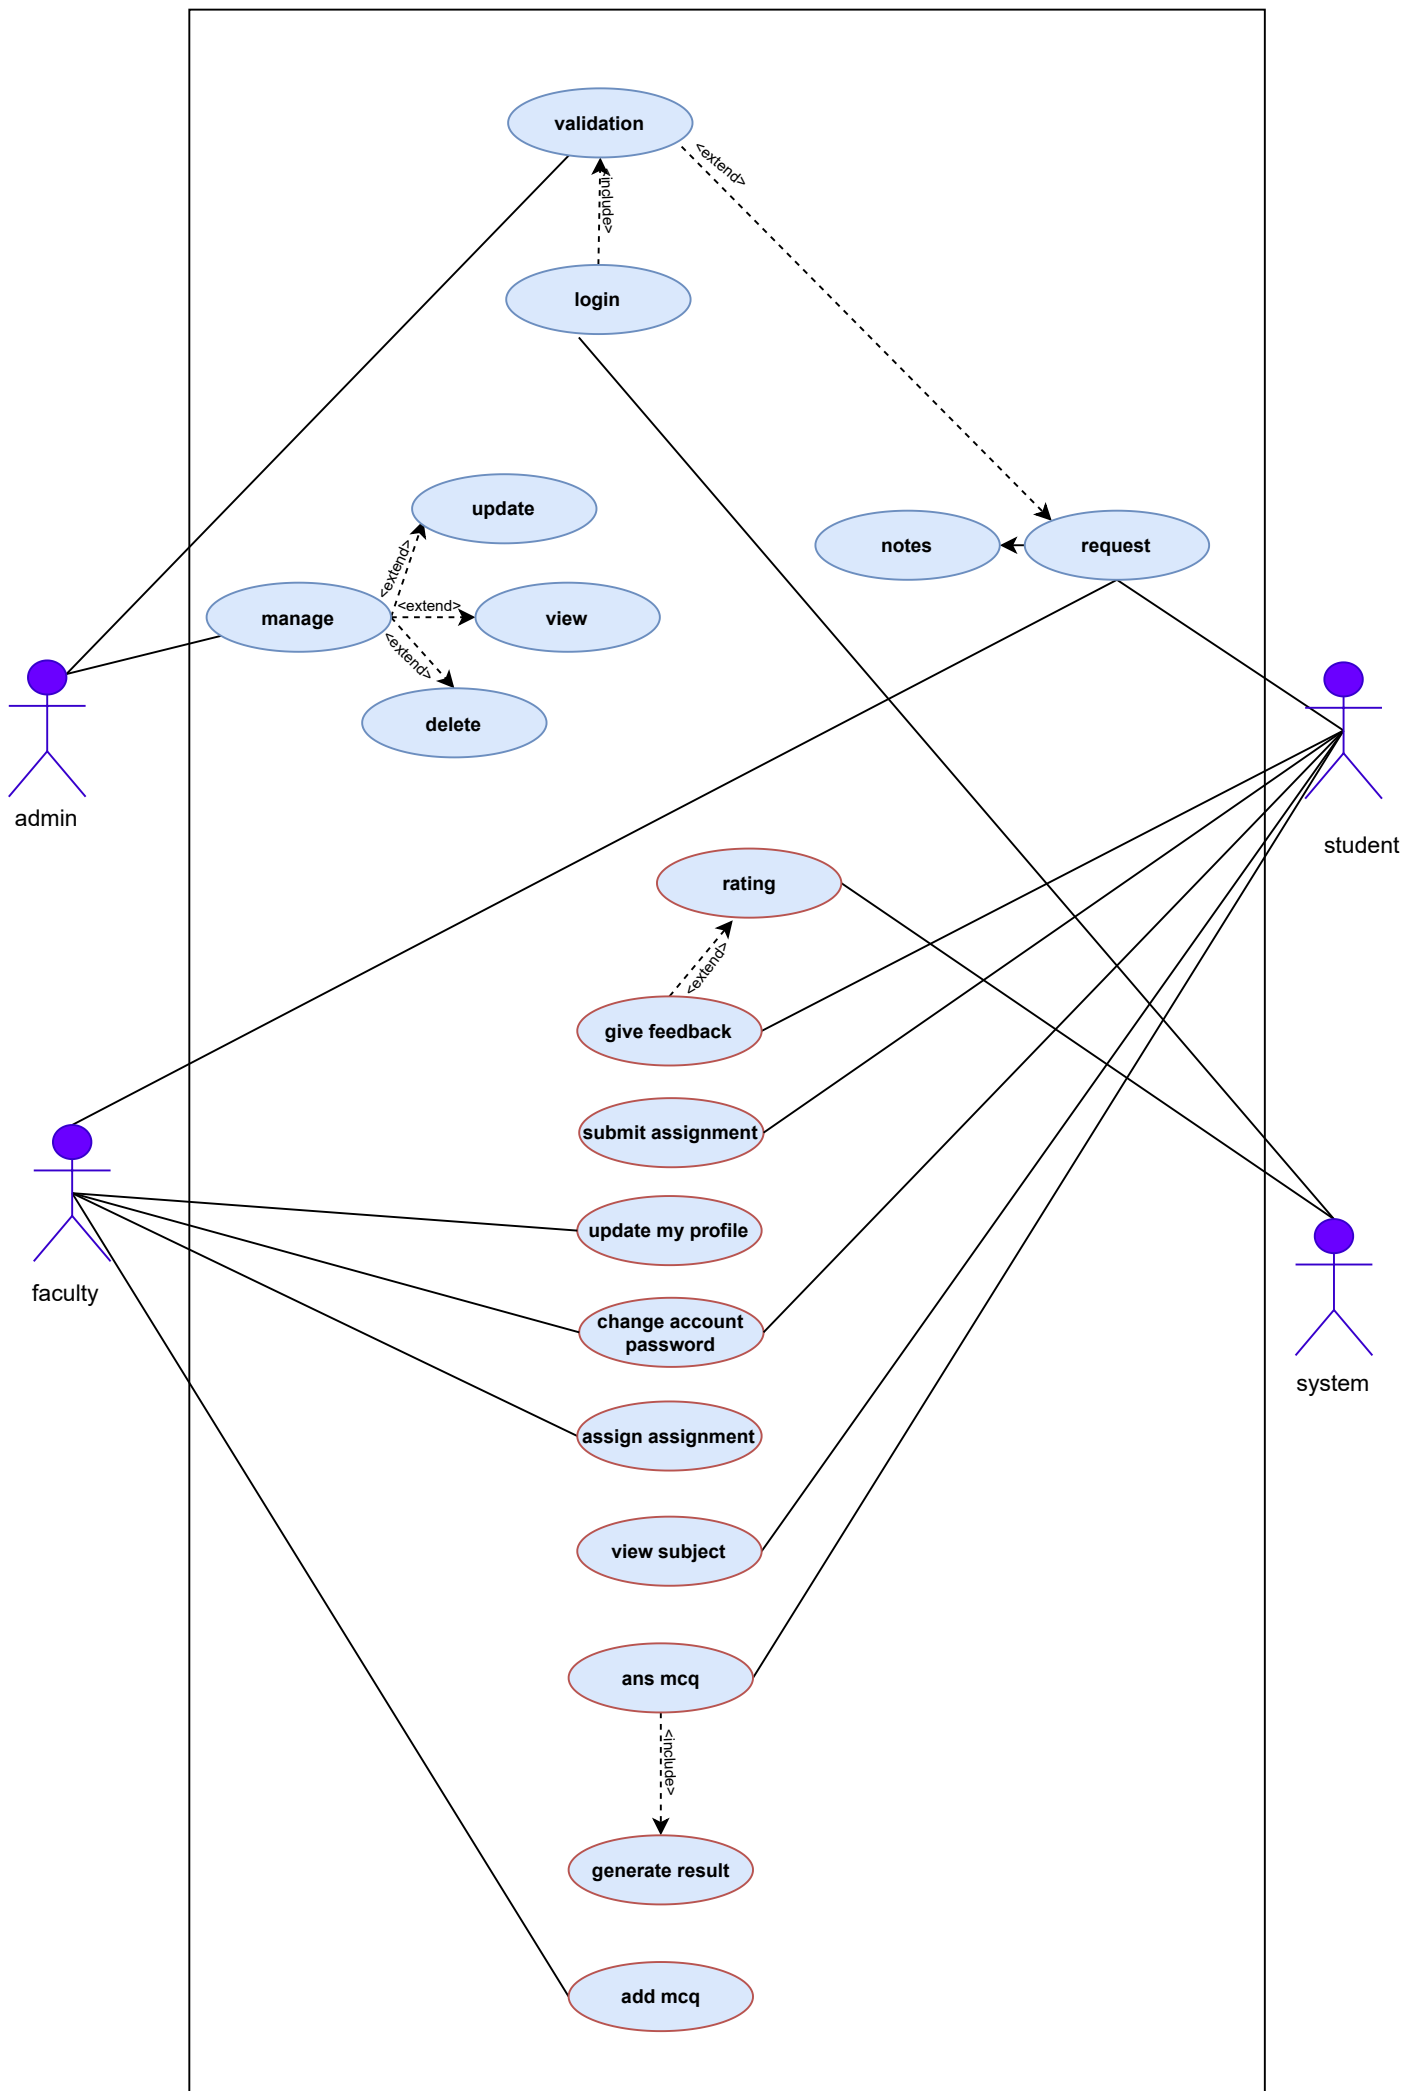 validation
<extend>
<include>
login
update
notes
request
<extend>
<extend>
manage
view
<extend>
delete
admin
student
rating
<extend>
give feedback
submit assignment
update my profile
faculty
change account
password
system
assign assignment
view subject
ans mcq
<include>
generate result
add mcq